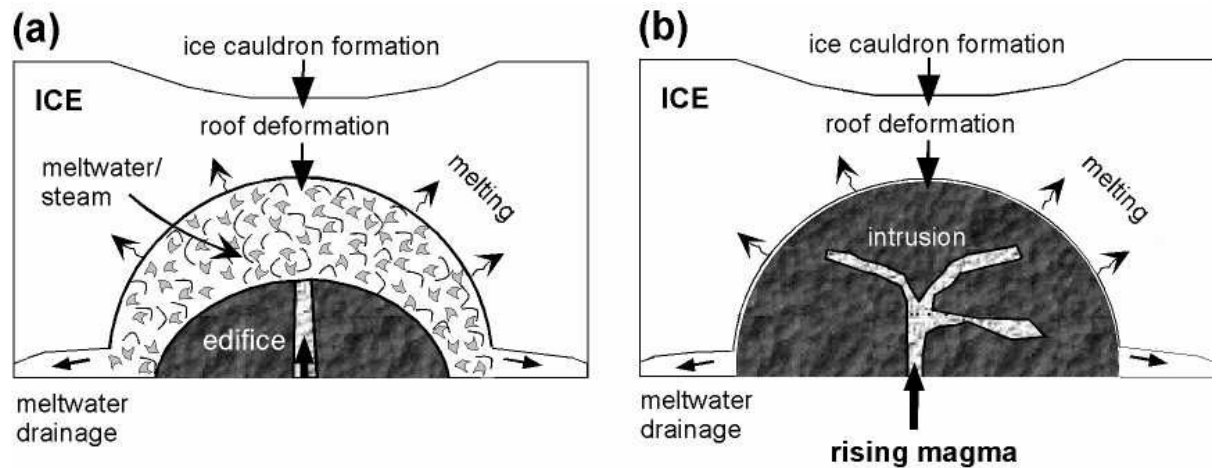 (a)
ice cauldron formation
ICE
roof deformation
meltwater/
steam
melting
edifice
meltwater
drainage
(b)
ice cauldron formation
ICE
roof deformation
melting
intrusion
meltwater
drainage
rising magma